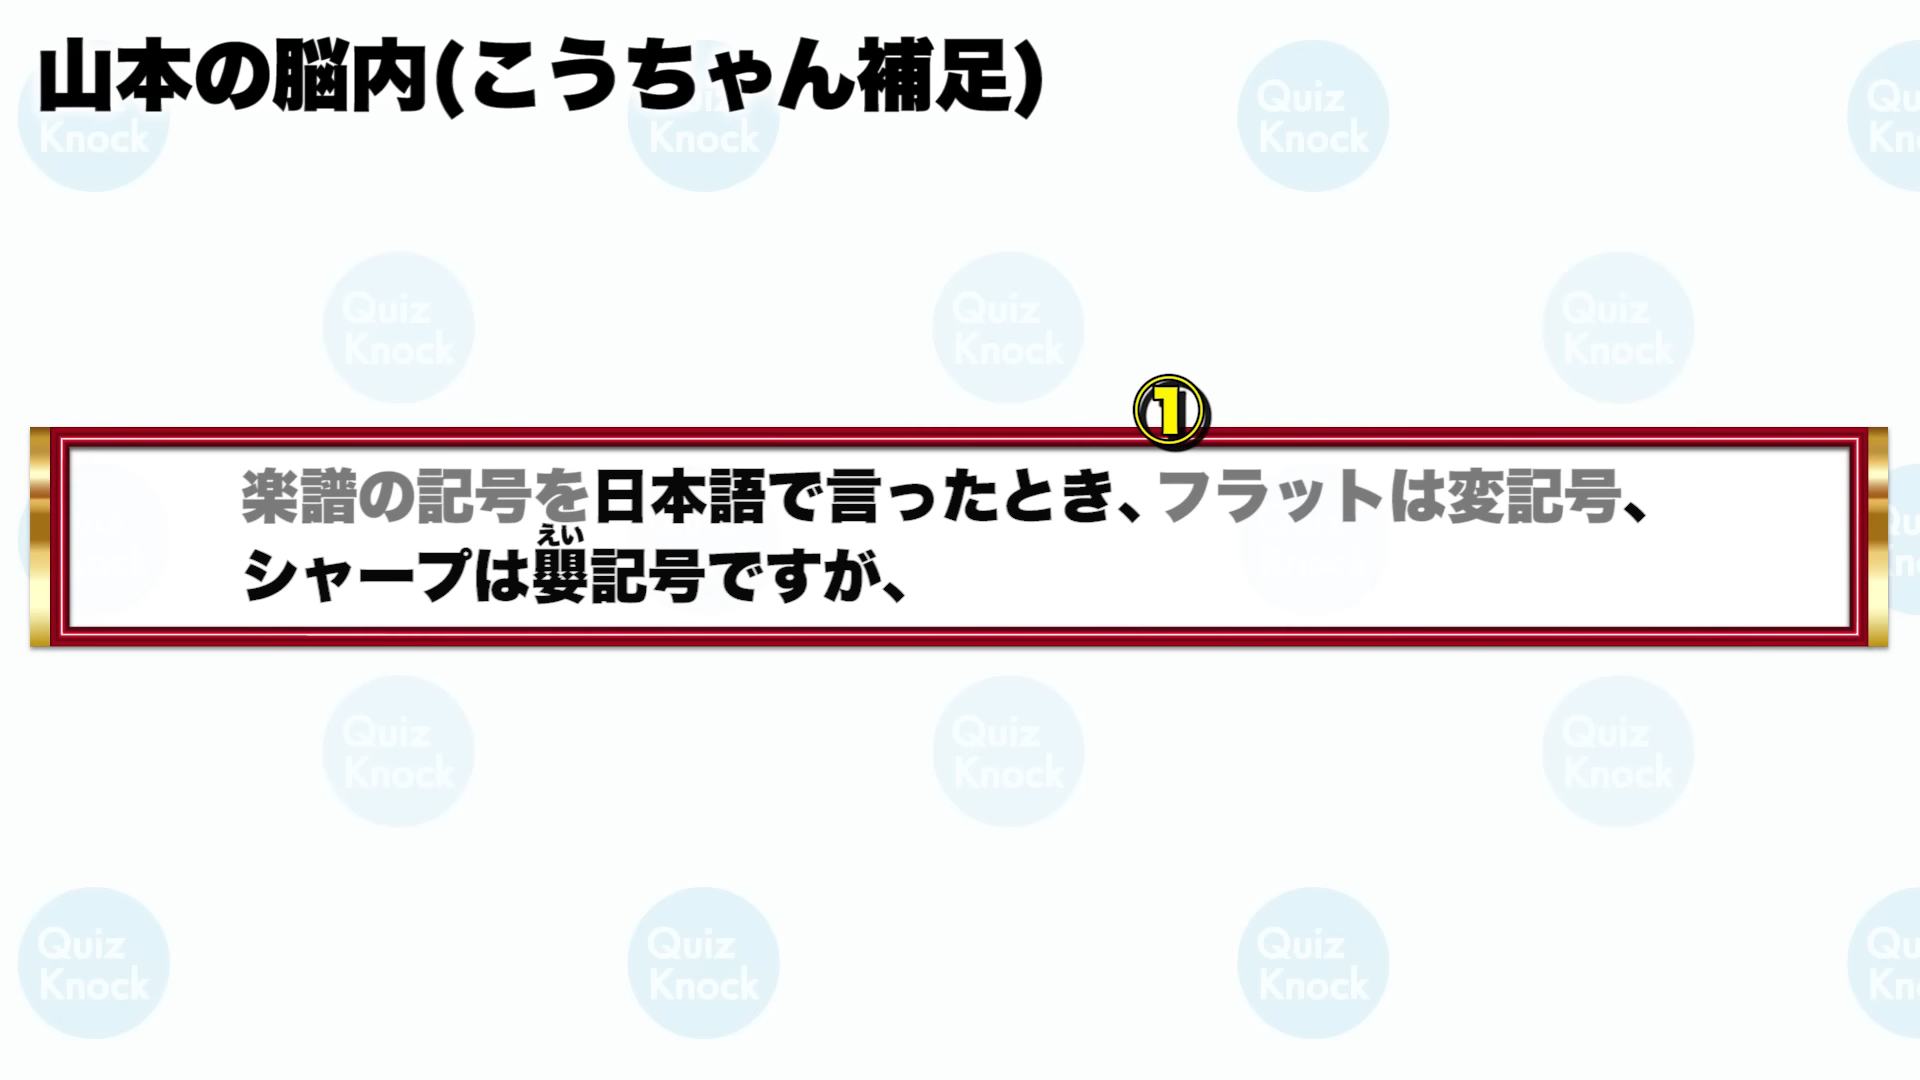 山本の脳内(こうちゃん補足)
①
楽譜の記号を日本語で言ったとき、フラットは変記号、
えい
シャープは嬰記号ですが、
Quiz
Knock